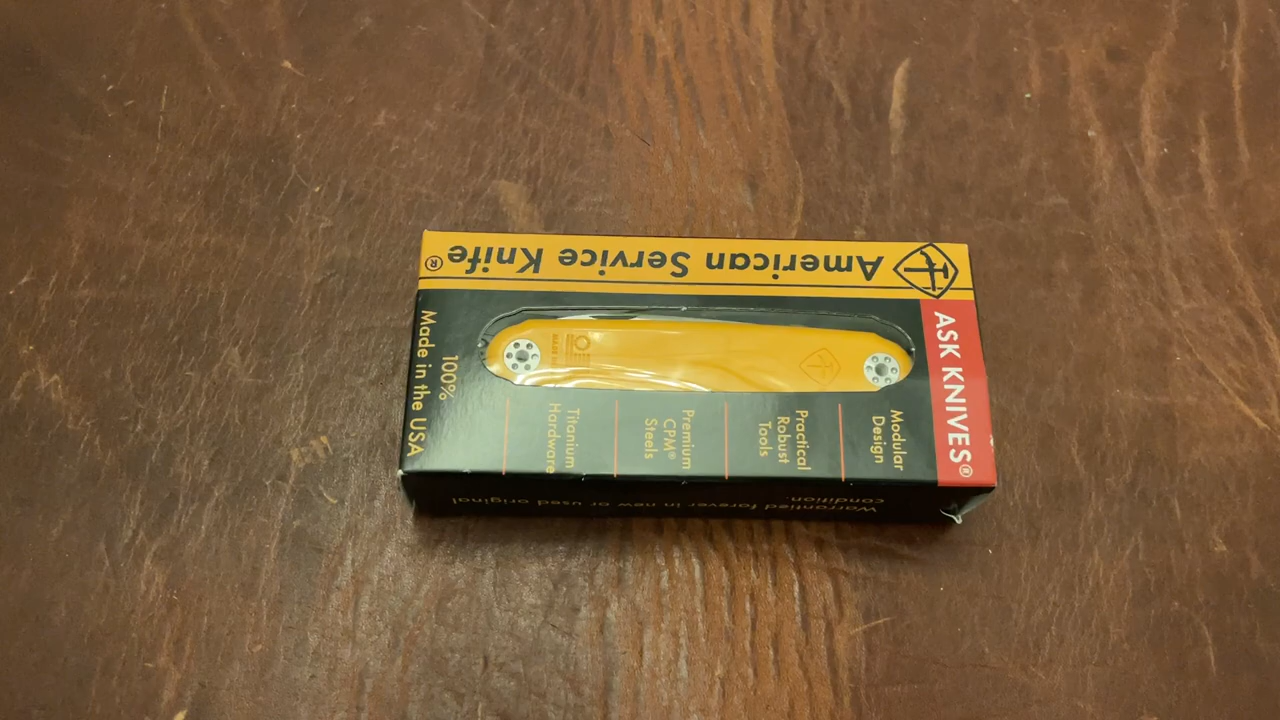 American Service Knife®
ASK KNIVES®
Modular
Design
Practical
Robust
Tools
Premium
CPM®
Steels
Titanium
Hardware
100%
Made in the USA
Warrantied forever in new or used original
condition.